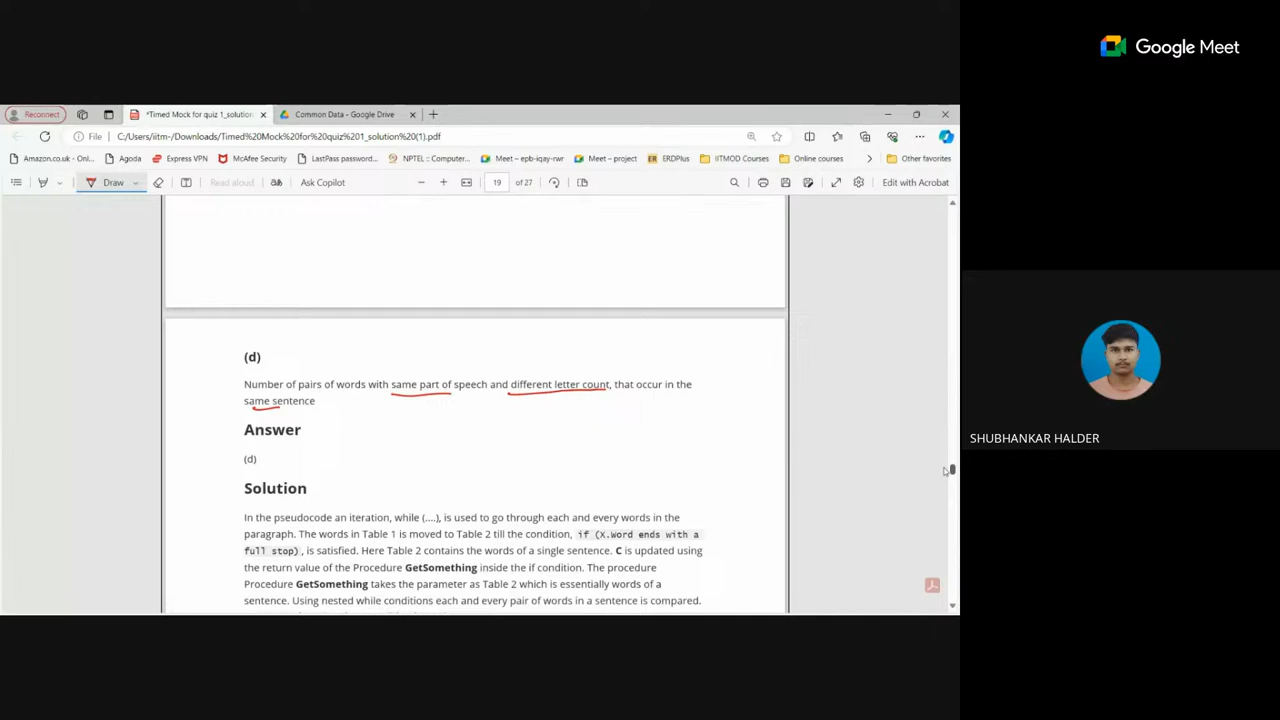 Google Meet
Reconnect
*Timed Mock for quiz 1_solution
Common Data - Google Drive
File
C:/Users/iitm-/Downloads/Timed%20Mock%20for%20quiz%201_solution%20(1).pdf
Amazon.co.uk - Onl...
Agoda
Express VPN
McAfee Security
LastPass password...
NPTEL :: Computer...
Meet – epb-iqay-rwr
Meet – project
ER ERDPlus
IITMOD Courses
Online courses
Other favorites
Draw
Read aloud
Ask Copilot
19 of 27
Edit with Acrobat
(d)
Number of pairs of words with same part of speech and different letter count, that occur in the
same sentence
Answer
(d)
Solution
In the pseudocode an iteration, while (....), is used to go through each and every words in the
paragraph. The words in Table 1 is moved to Table 2 till the condition, if (X.Word ends with a
full stop), is satisfied. Here Table 2 contains the words of a single sentence. C is updated using
the return value of the Procedure GetSomething inside the if condition. The procedure
Procedure GetSomething takes the parameter as Table 2 which is essentially words of a
sentence. Using nested while conditions each and every pair of words in a sentence is compared.
SHUBHANKAR HALDER